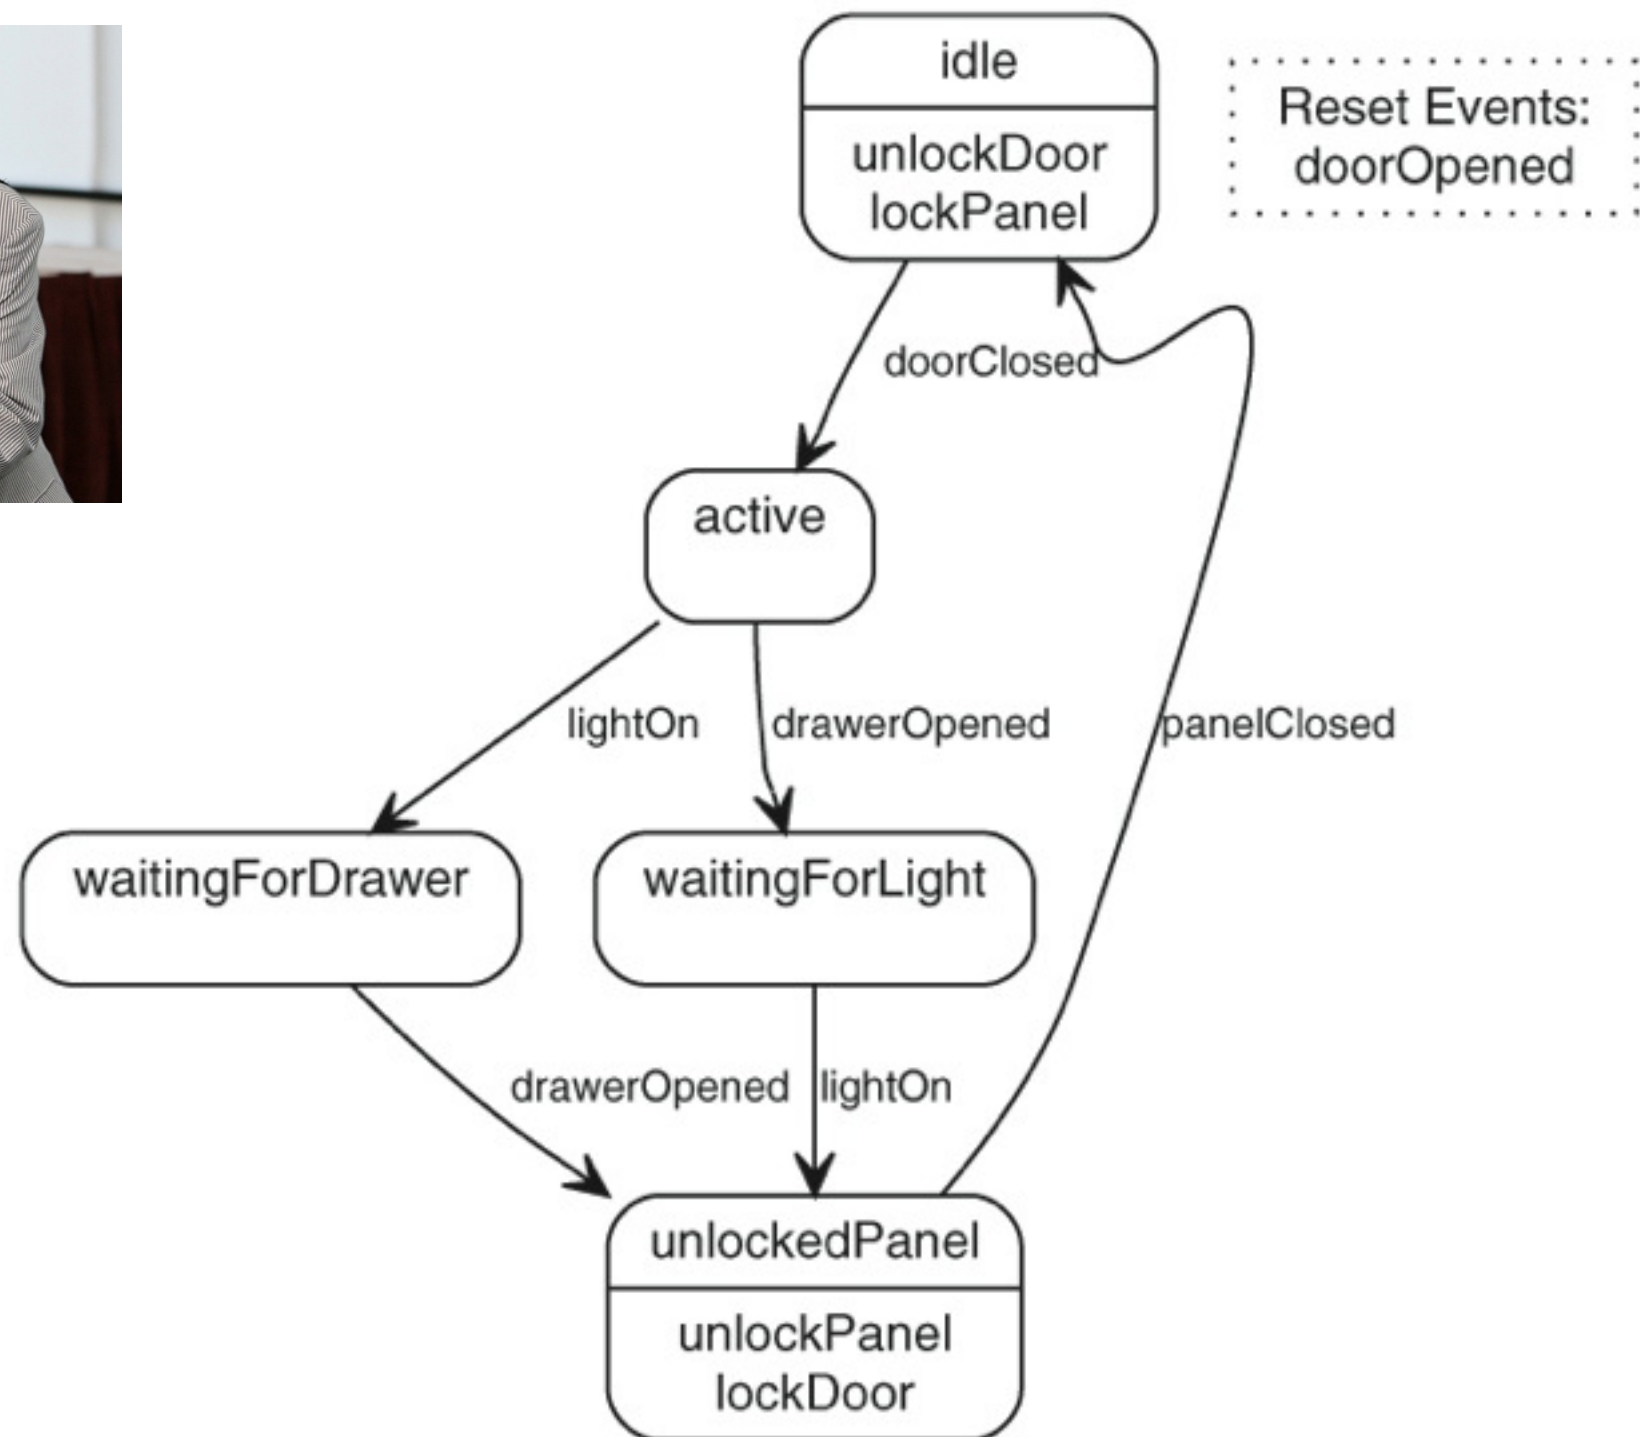 idle
unlockDoor
lockPanel
Reset Events:
doorOpened
doorClosed
active
lightOn
drawerOpened
panelClosed
waitingForDrawer
waitingForLight
drawerOpened
lightOn
unlockedPanel
unlockPanel
lockDoor